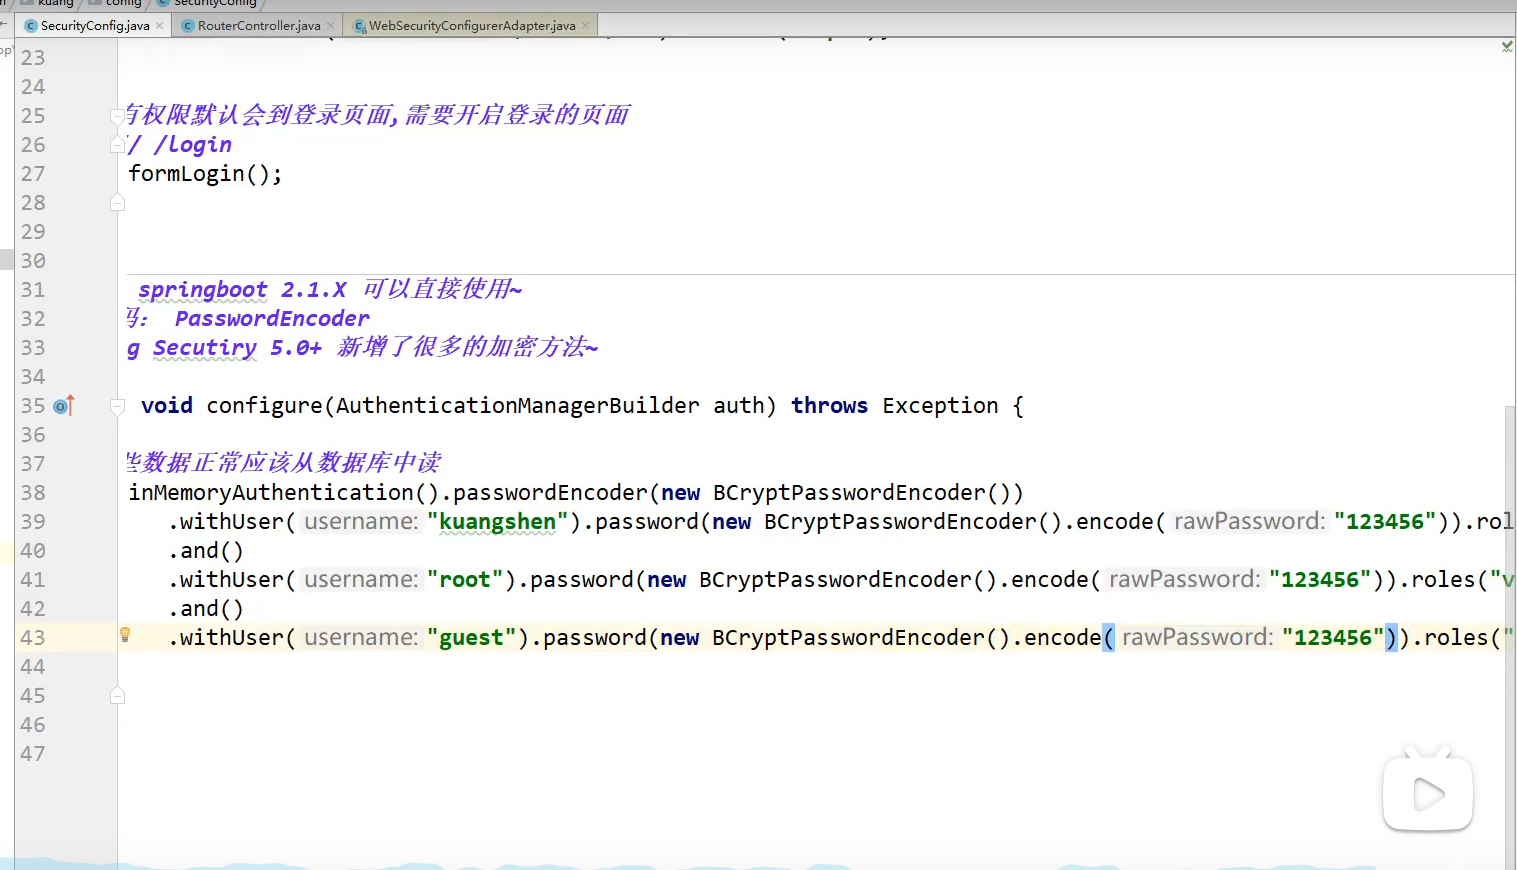 kuang config SecurityConfig
SecurityConfig.java RouterController.java WebSecurityConfigurerAdapter.java
23
24
25 有权限默认会到登录页面,需要开启登录的页面
26 / /login
27 formLogin();
28
29
30
31 springboot 2.1.X 可以直接使用~
32 码: PasswordEncoder
33 g Secutiry 5.0+ 新增了很多的加密方法~
34
35 void configure(AuthenticationManagerBuilder auth) throws Exception {
36
37 些数据正常应该从数据库中读
38 inMemoryAuthentication().passwordEncoder(new BCryptPasswordEncoder())
39 .withUser( username: "kuangshen").password(new BCryptPasswordEncoder().encode( rawPassword: "123456")).rol
40 .and()
41 .withUser( username: "root").password(new BCryptPasswordEncoder().encode( rawPassword: "123456")).roles("v
42 .and()
43 .withUser( username: "guest").password(new BCryptPasswordEncoder().encode( rawPassword: "123456")).roles("
44
45
46
47